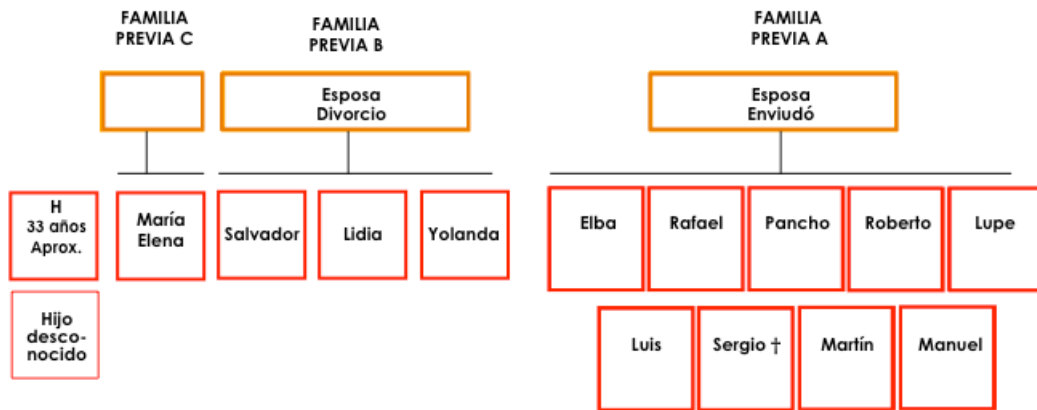 FAMILIA
PREVIA C
FAMILIA
PREVIA B
FAMILIA
PREVIA A
Esposa
Divorcio
Esposa
Enviudó
H
33 años
Aprox.
María
Elena
Salvador
Lidia
Yolanda
Elba
Rafael
Pancho
Roberto
Lupe
Hijo
desco-
nocido
Luis
Sergio †
Martín
Manuel